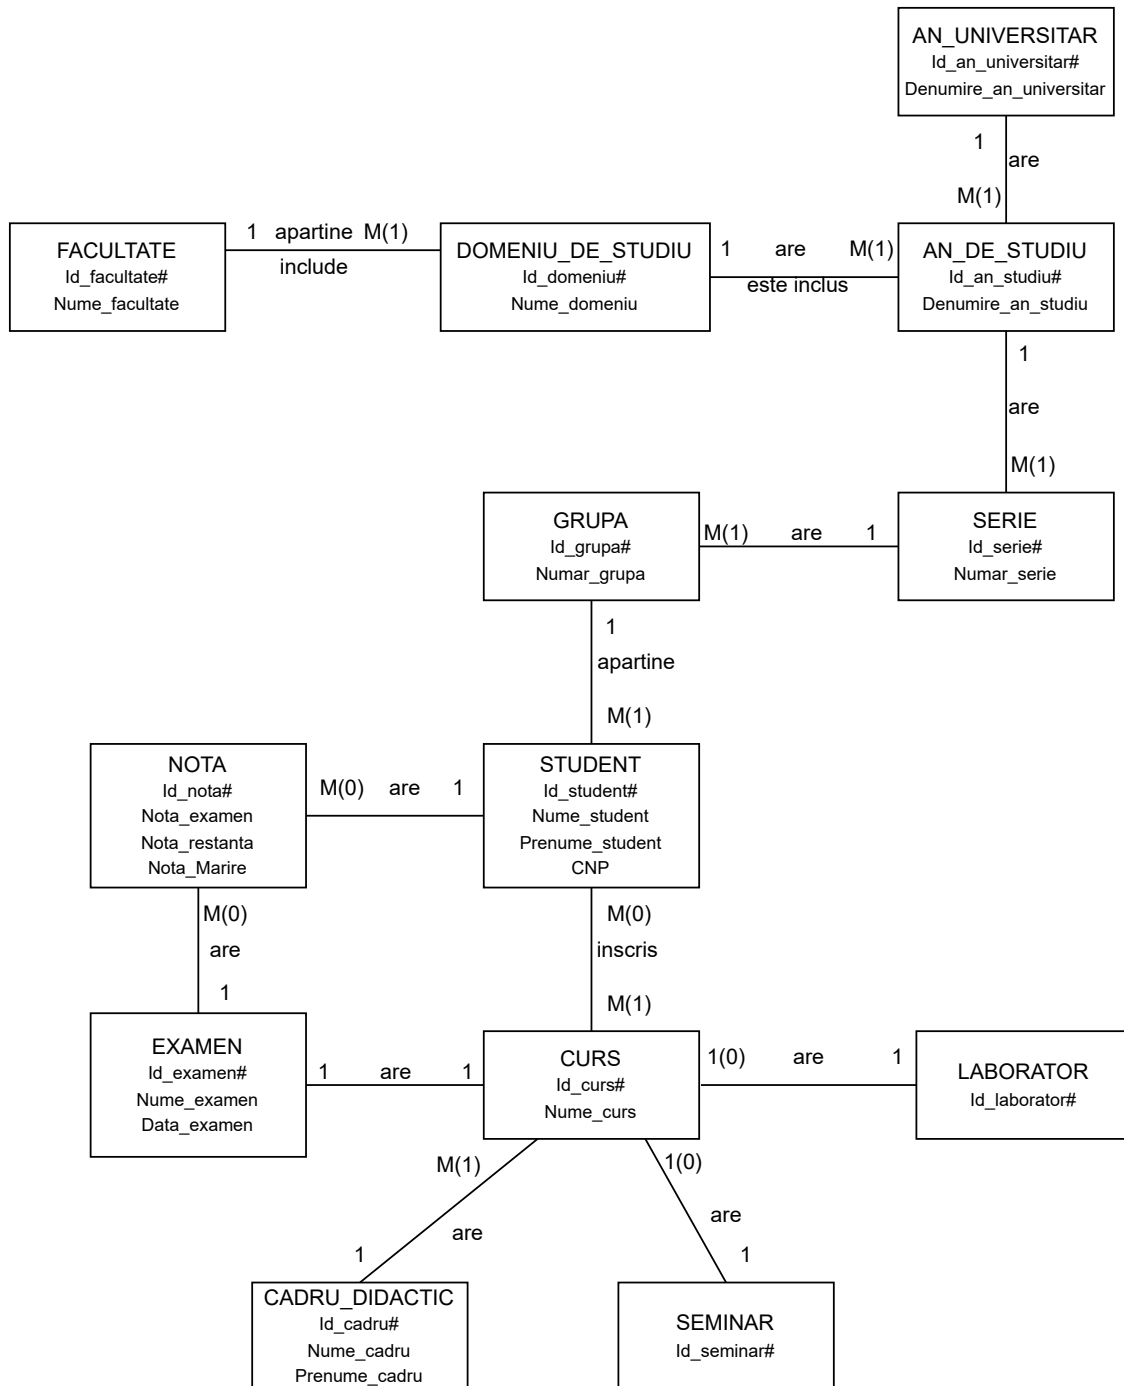 AN_UNIVERSITAR
Id_an_universitar#
Denumire_an_universitar
1
are
M(1)
FACULTATE
Id_facultate#
Nume_facultate
1 apartine M(1)
include
DOMENIU_DE_STUDIU
Id_domeniu#
Nume_domeniu
1 are M(1)
este inclus
AN_DE_STUDIU
Id_an_studiu#
Denumire_an_studiu
1
are
M(1)
GRUPA
Id_grupa#
Numar_grupa
M(1) are 1
SERIE
Id_serie#
Numar_serie
1
apartine
M(1)
NOTA
Id_nota#
Nota_examen
Nota_restanta
Nota_Marire
M(0) are 1
STUDENT
Id_student#
Nume_student
Prenume_student
CNP
M(0)
are
1
M(0)
inscris
M(1)
EXAMEN
Id_examen#
Nume_examen
Data_examen
1 are 1
CURS
Id_curs#
Nume_curs
1(0) are 1
LABORATOR
Id_laborator#
M(1)
are
1
1(0)
are
1
CADRU_DIDACTIC
Id_cadru#
Nume_cadru
Prenume_cadru
SEMINAR
Id_seminar#